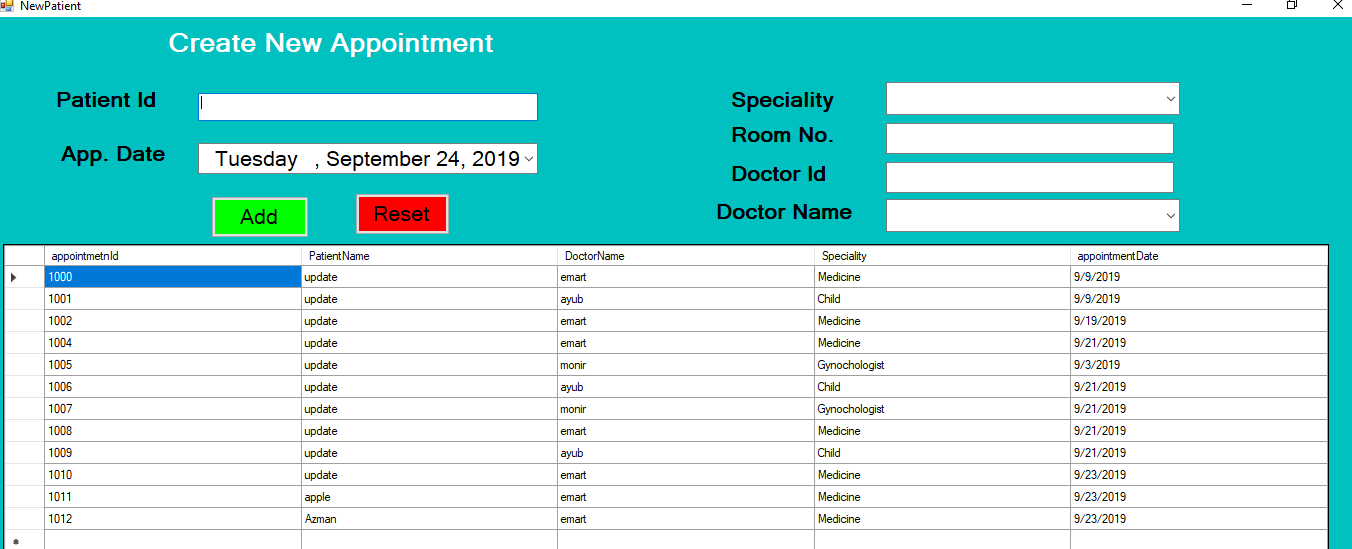 NewPatient
Create New Appointment
Patient Id
Speciality
Room No.
App. Date
Tuesday , September 24, 2019
Doctor Id
Doctor Name
Add
Reset
appointmetnId PatientName DoctorName Speciality appointmentDate
1000 update emart Medicine 9/9/2019
1001 update ayub Child 9/9/2019
1002 update emart Medicine 9/19/2019
1004 update emart Medicine 9/21/2019
1005 update monir Gynochologist 9/3/2019
1006 update ayub Child 9/21/2019
1007 update monir Gynochologist 9/21/2019
1008 update emart Medicine 9/21/2019
1009 update ayub Child 9/21/2019
1010 update emart Medicine 9/23/2019
1011 apple emart Medicine 9/23/2019
1012 Azman emart Medicine 9/23/2019